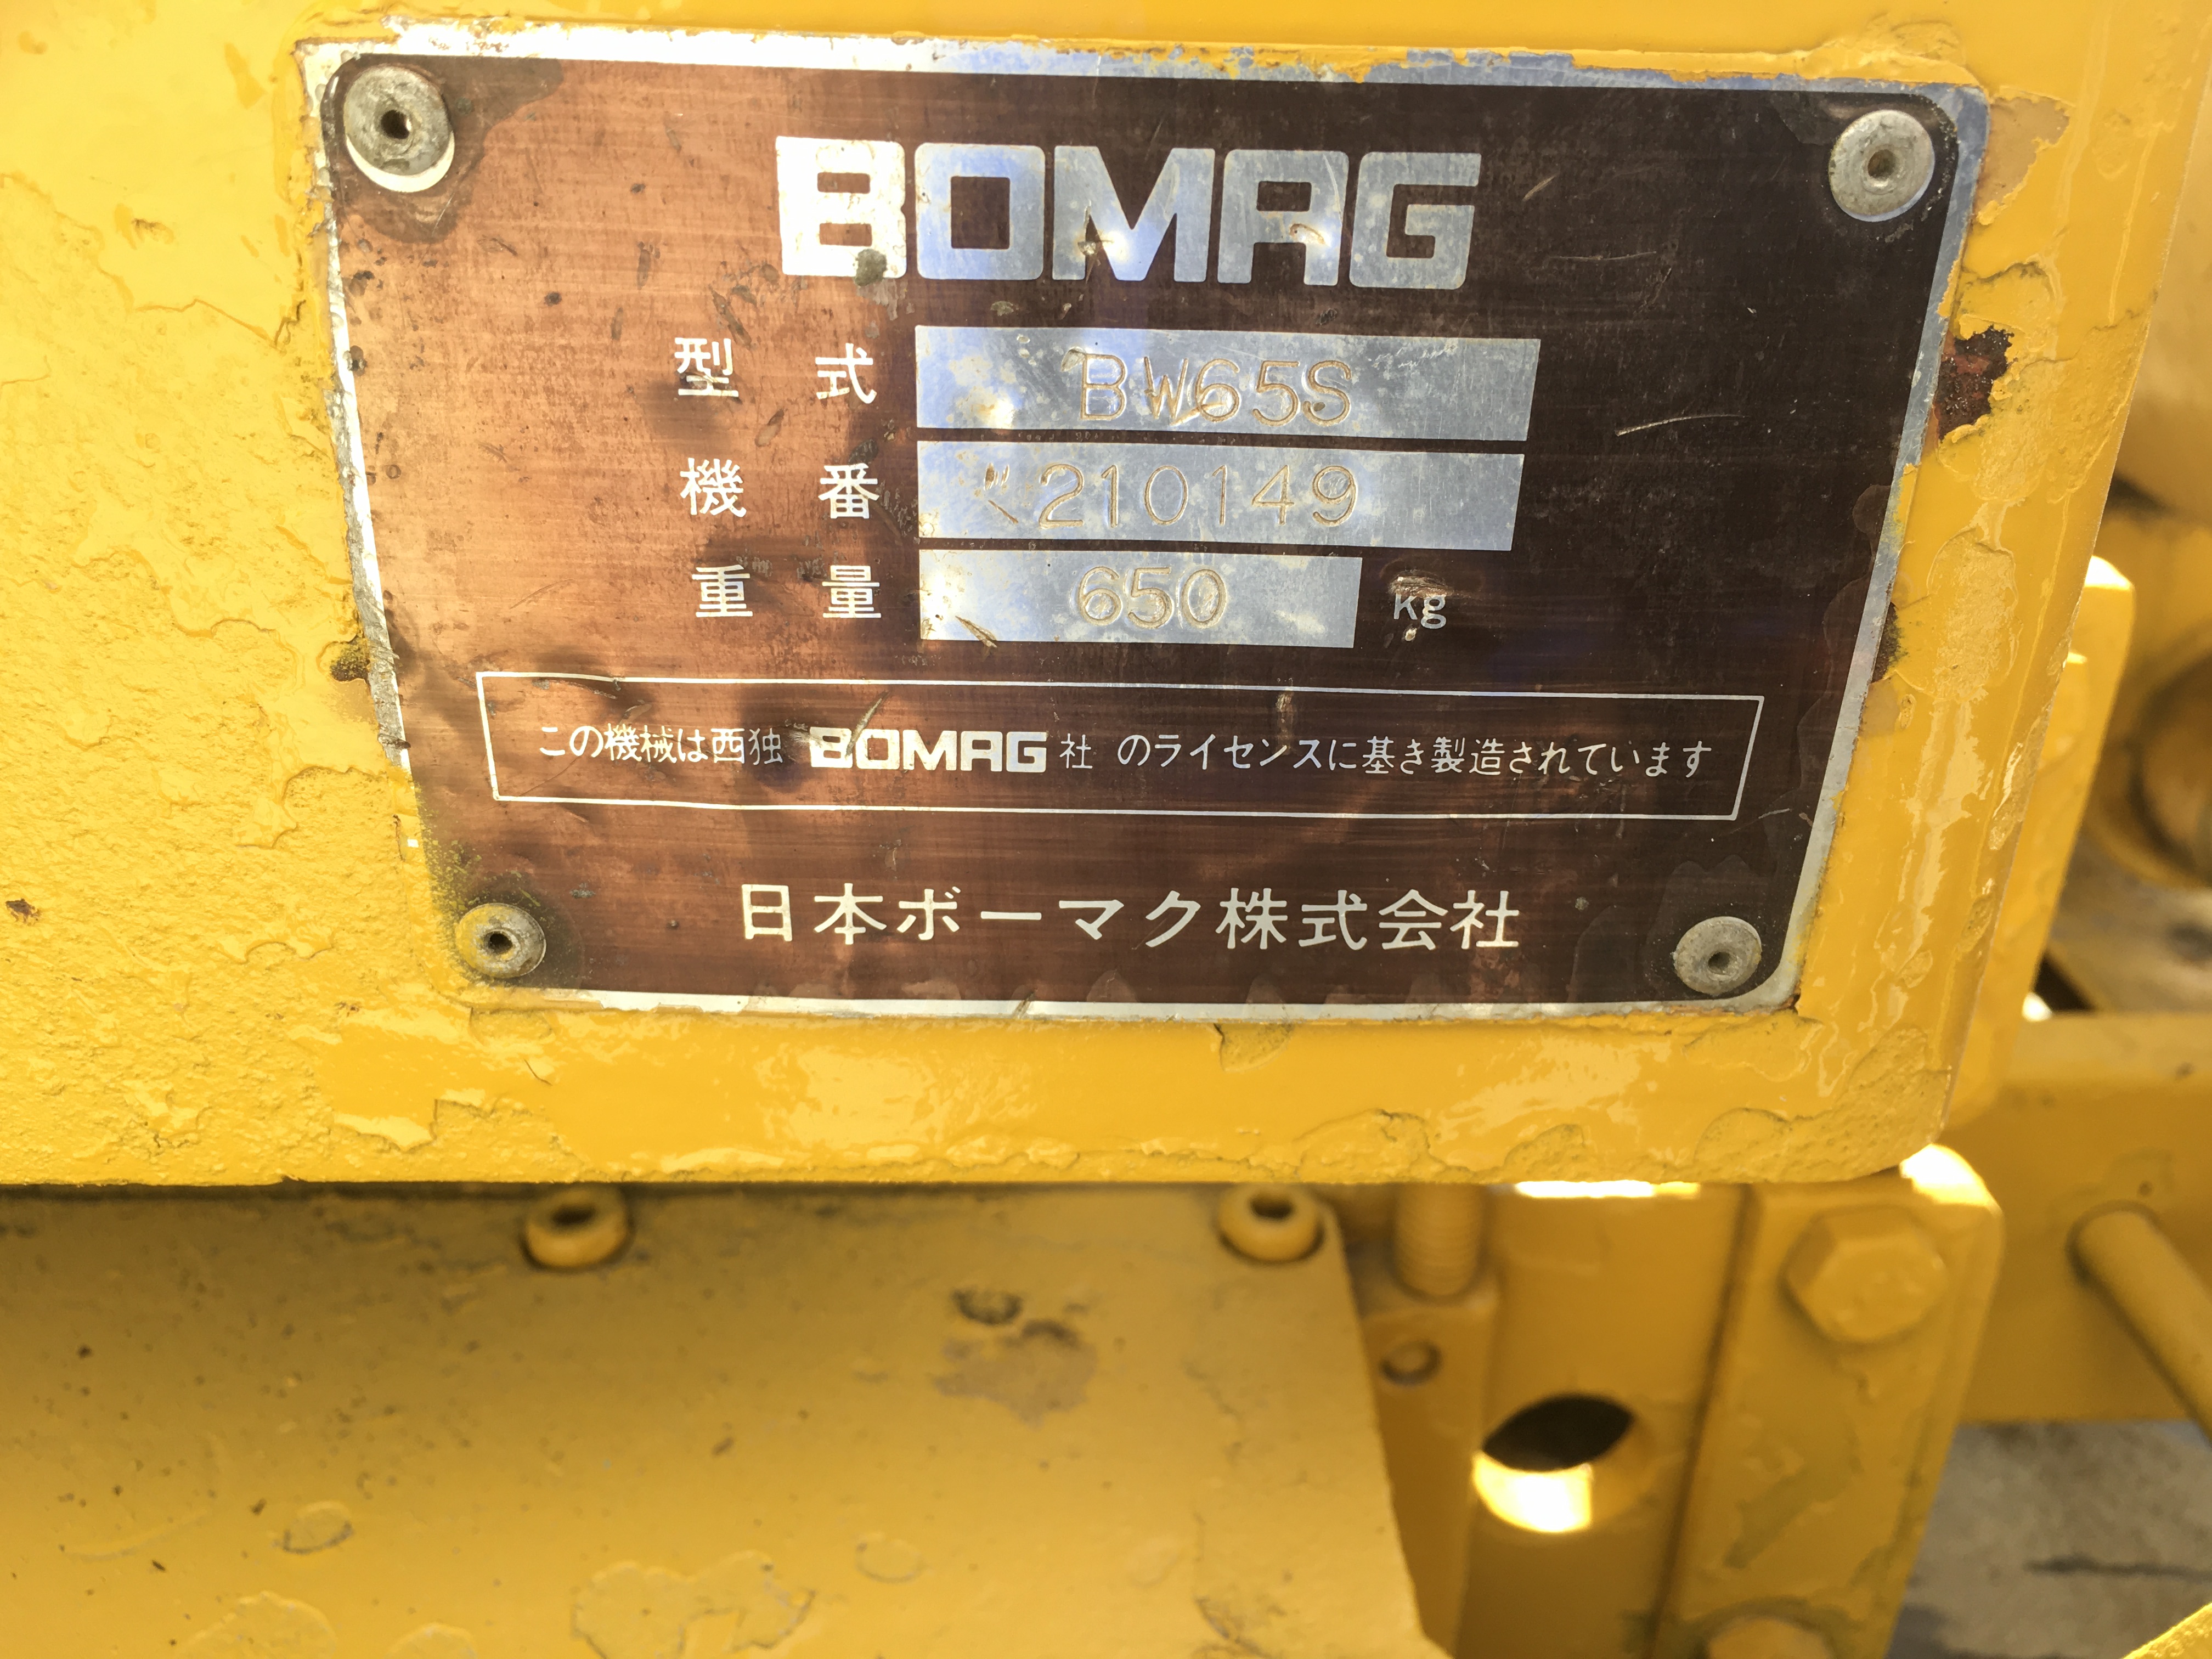 BOMAG
型式 BW65S
機番 210149
重量 650 kg
この機械は西独 BOMAG 社 のライセンスに基き製造されています
日本ボーマク株式会社